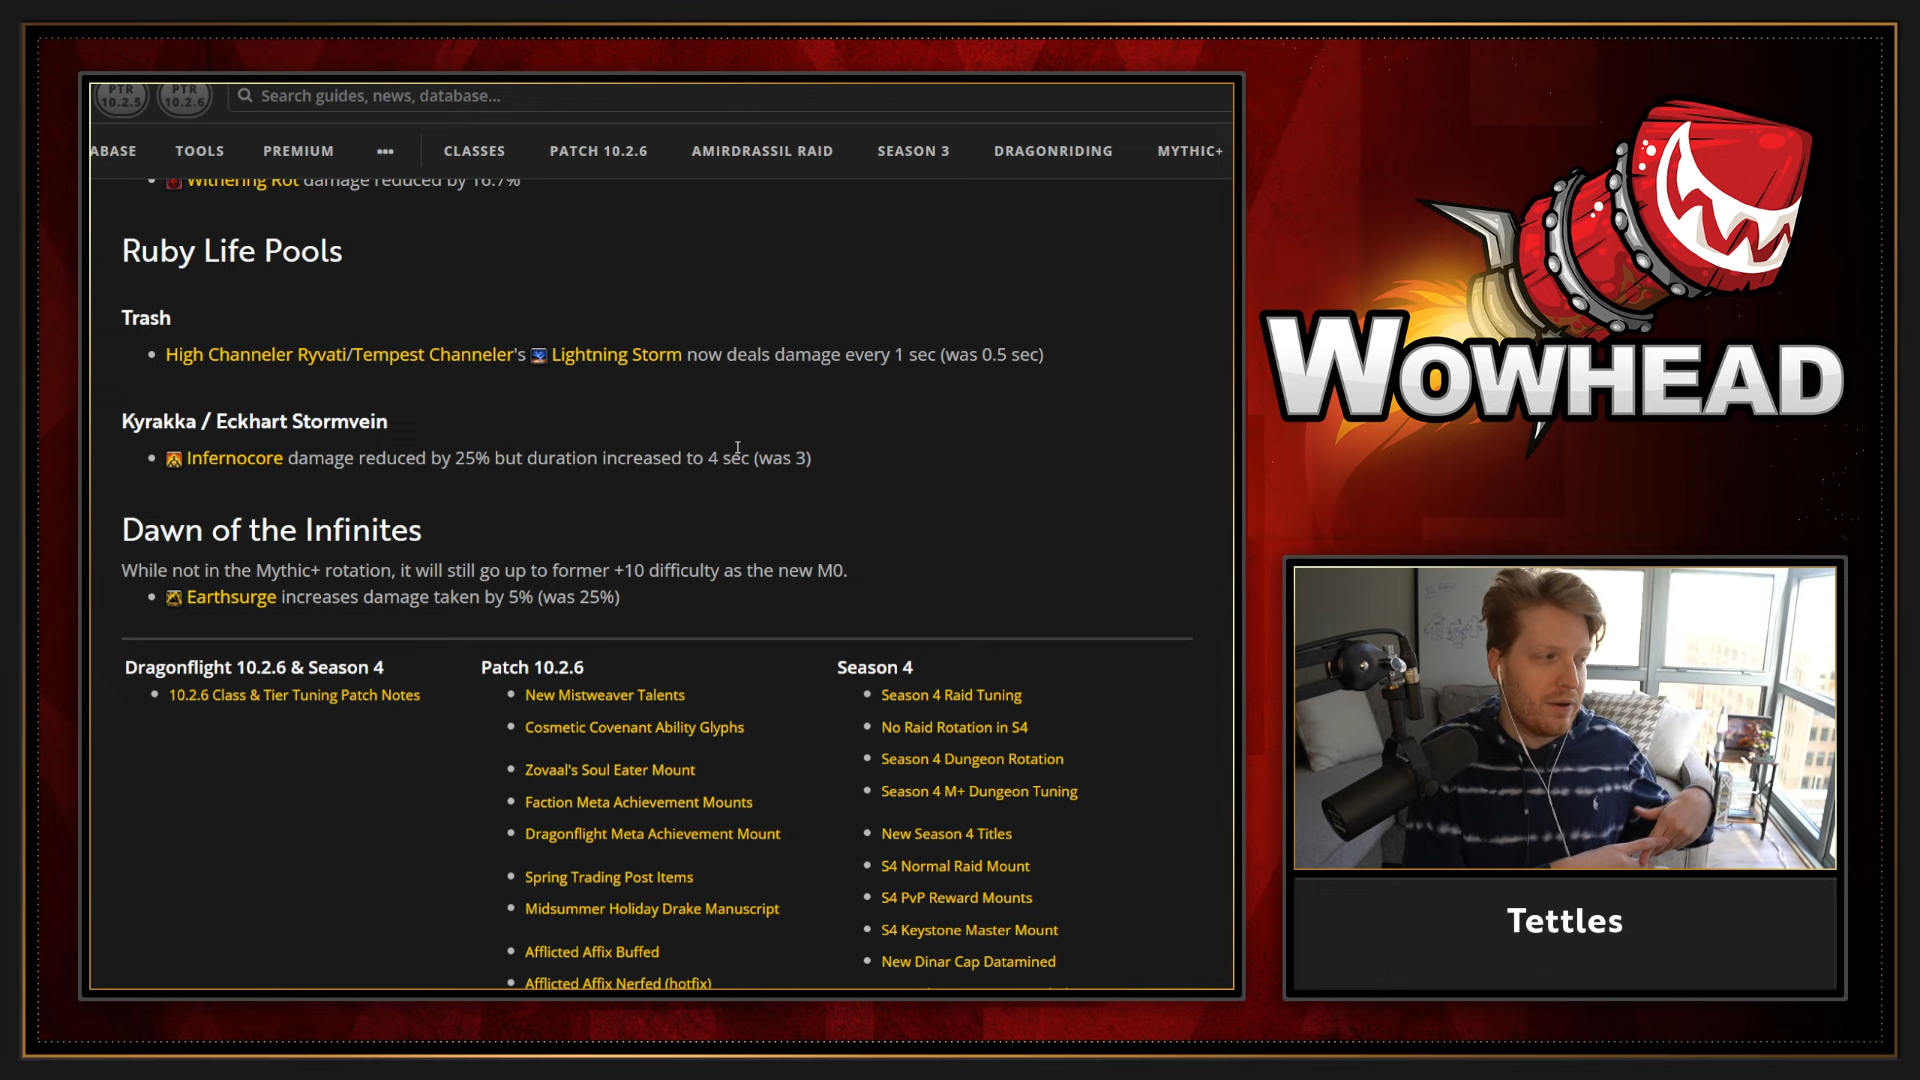 PTR
10.2.5
PTR
10.2.6
Search guides, news, database...
ABASE TOOLS PREMIUM ••• CLASSES PATCH 10.2.6 AMIRDRASSIL RAID SEASON 3 DRAGONRIDING MYTHIC+
Withering Rot damage reduced by 16.7%
Ruby Life Pools
Trash
High Channeler Ryvati/Tempest Channeler's Lightning Storm now deals damage every 1 sec (was 0.5 sec)
Kyrakka / Eckhart Stormvein
Infernocore damage reduced by 25% but duration increased to 4 sec (was 3)
Dawn of the Infinites
While not in the Mythic+ rotation, it will still go up to former +10 difficulty as the new M0.
Earthsurge increases damage taken by 5% (was 25%)
Dragonflight 10.2.6 & Season 4
10.2.6 Class & Tier Tuning Patch Notes
Patch 10.2.6
New Mistweaver Talents
Cosmetic Covenant Ability Glyphs
Zovaal's Soul Eater Mount
Faction Meta Achievement Mounts
Dragonflight Meta Achievement Mount
Spring Trading Post Items
Midsummer Holiday Drake Manuscript
Afflicted Affix Buffed
Afflicted Affix Nerfed (hotfix)
Season 4
Season 4 Raid Tuning
No Raid Rotation in S4
Season 4 Dungeon Rotation
Season 4 M+ Dungeon Tuning
New Season 4 Titles
S4 Normal Raid Mount
S4 PvP Reward Mounts
S4 Keystone Master Mount
New Dinar Cap Datamined
WOWHEAD
Tettles